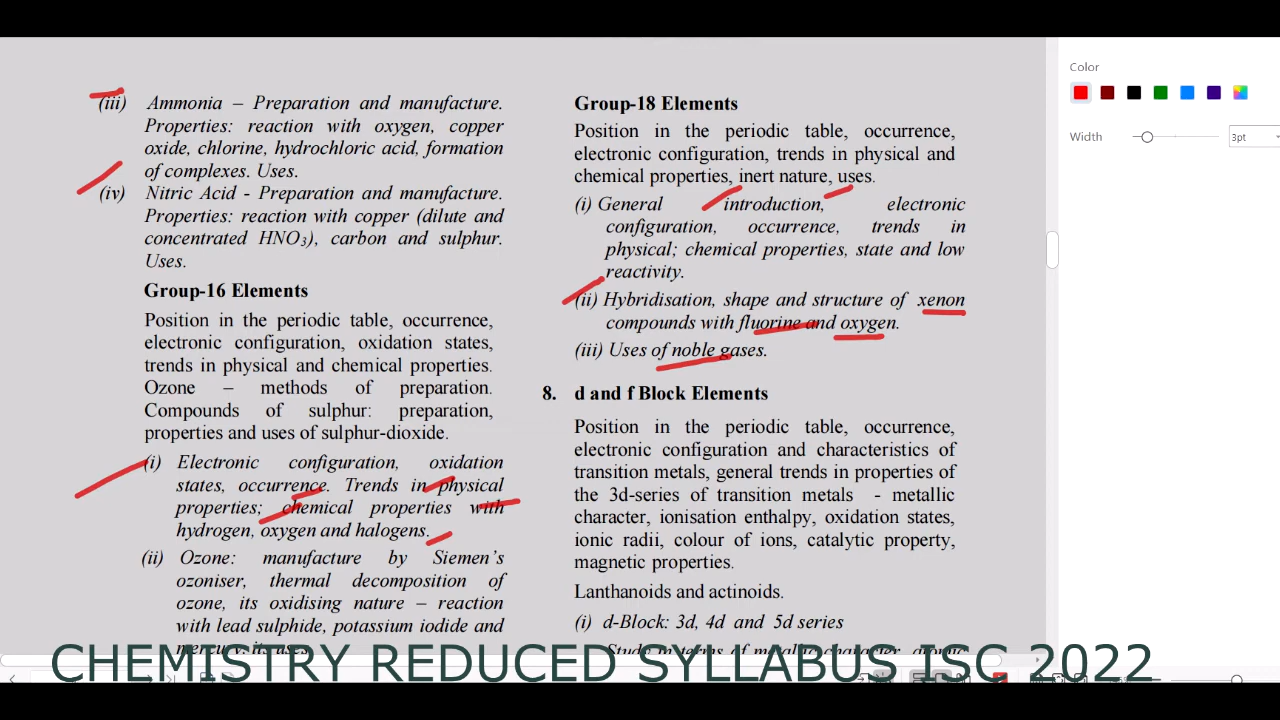 (iii) Ammonia – Preparation and manufacture.
Properties: reaction with oxygen, copper
oxide, chlorine, hydrochloric acid, formation
of complexes. Uses.
(iv) Nitric Acid - Preparation and manufacture.
Properties: reaction with copper (dilute and
concentrated HNO3), carbon and sulphur.
Uses.
Group-16 Elements
Position in the periodic table, occurrence,
electronic configuration, oxidation states,
trends in physical and chemical properties.
Ozone – methods of preparation.
Compounds of sulphur: preparation,
properties and uses of sulphur-dioxide.
(i) Electronic configuration, oxidation
states, occurrence. Trends in physical
properties; chemical properties with
hydrogen, oxygen and halogens.
(ii) Ozone: manufacture by Siemen's
ozoniser, thermal decomposition of
ozone, its oxidising nature – reaction
with lead sulphide, potassium iodide and
mercury, its uses
Group-18 Elements
Position in the periodic table, occurrence,
electronic configuration, trends in physical and
chemical properties, inert nature, uses.
(i) General introduction, electronic
configuration, occurrence, trends in
physical; chemical properties, state and low
reactivity.
(ii) Hybridisation, shape and structure of xenon
compounds with fluorine and oxygen.
(iii) Uses of noble gases.
8. d and f Block Elements
Position in the periodic table, occurrence,
electronic configuration and characteristics of
transition metals, general trends in properties of
the 3d-series of transition metals - metallic
character, ionisation enthalpy, oxidation states,
ionic radii, colour of ions, catalytic property,
magnetic properties.
Lanthanoids and actinoids.
(i) d-Block: 3d, 4d and 5d series
Study in terms of metallic character, atomic
Color
Width
3pt
CHEMISTRY REDUCED SYLLABUS ISC 2022